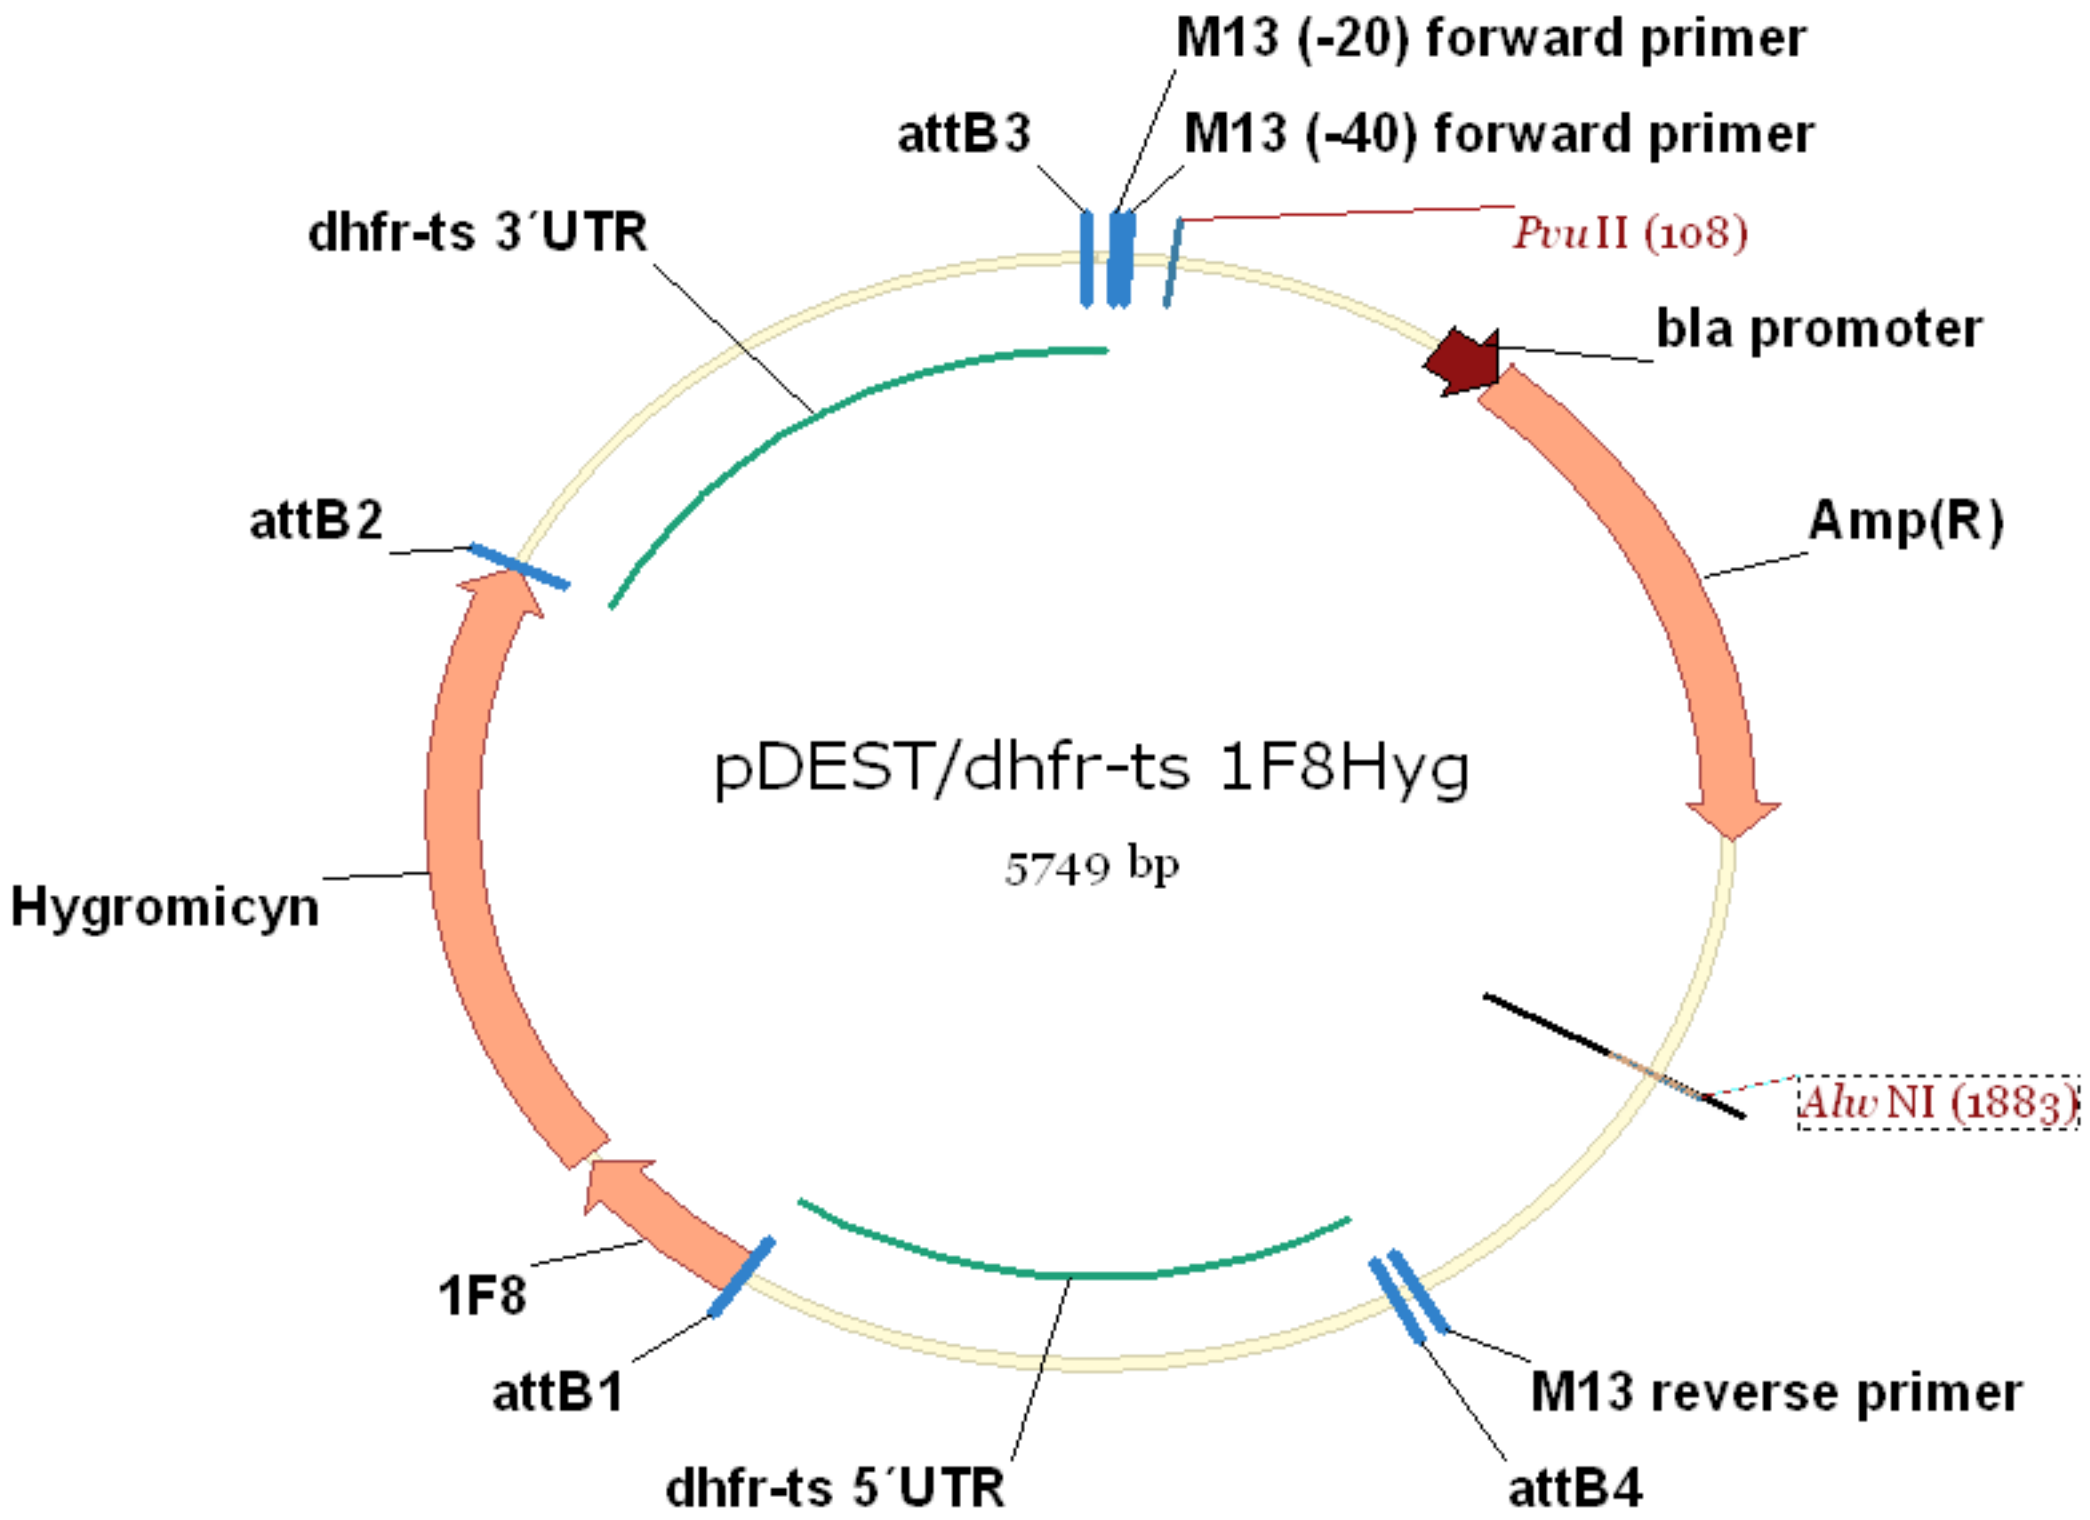 M13 (-20) forward primer
attB3
M13 (-40) forward primer
dhfr-ts 3´UTR
PvuII (108)
bla promoter
attB2
Amp(R)
pDEST/dhfr-ts 1F8Hyg
5749 bp
Hygromicyn
AlwNI (1883)
1F8
attB1
M13 reverse primer
dhfr-ts 5´UTR
attB4